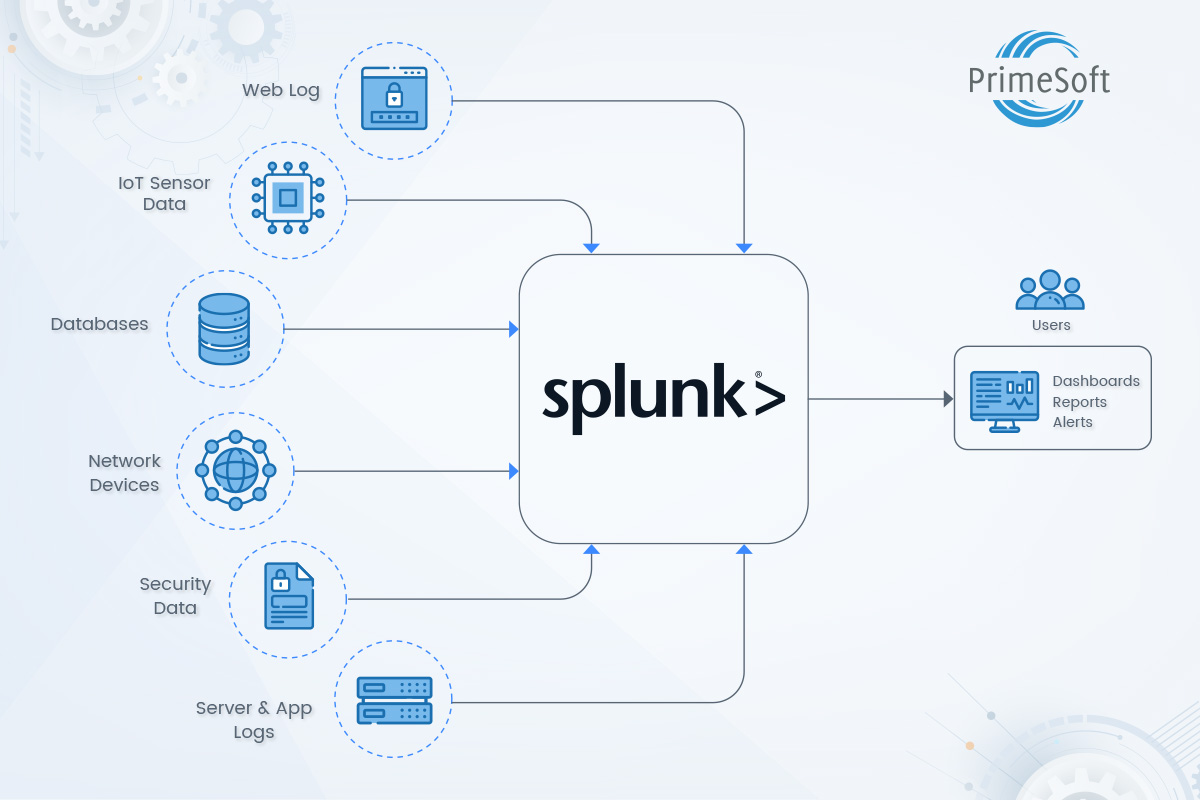 PrimeSoft
Web Log
IoT Sensor
Data
Databases
Network
Devices
Security
Data
Server & App
Logs
splunk®>
Users
Dashboards
Reports
Alerts